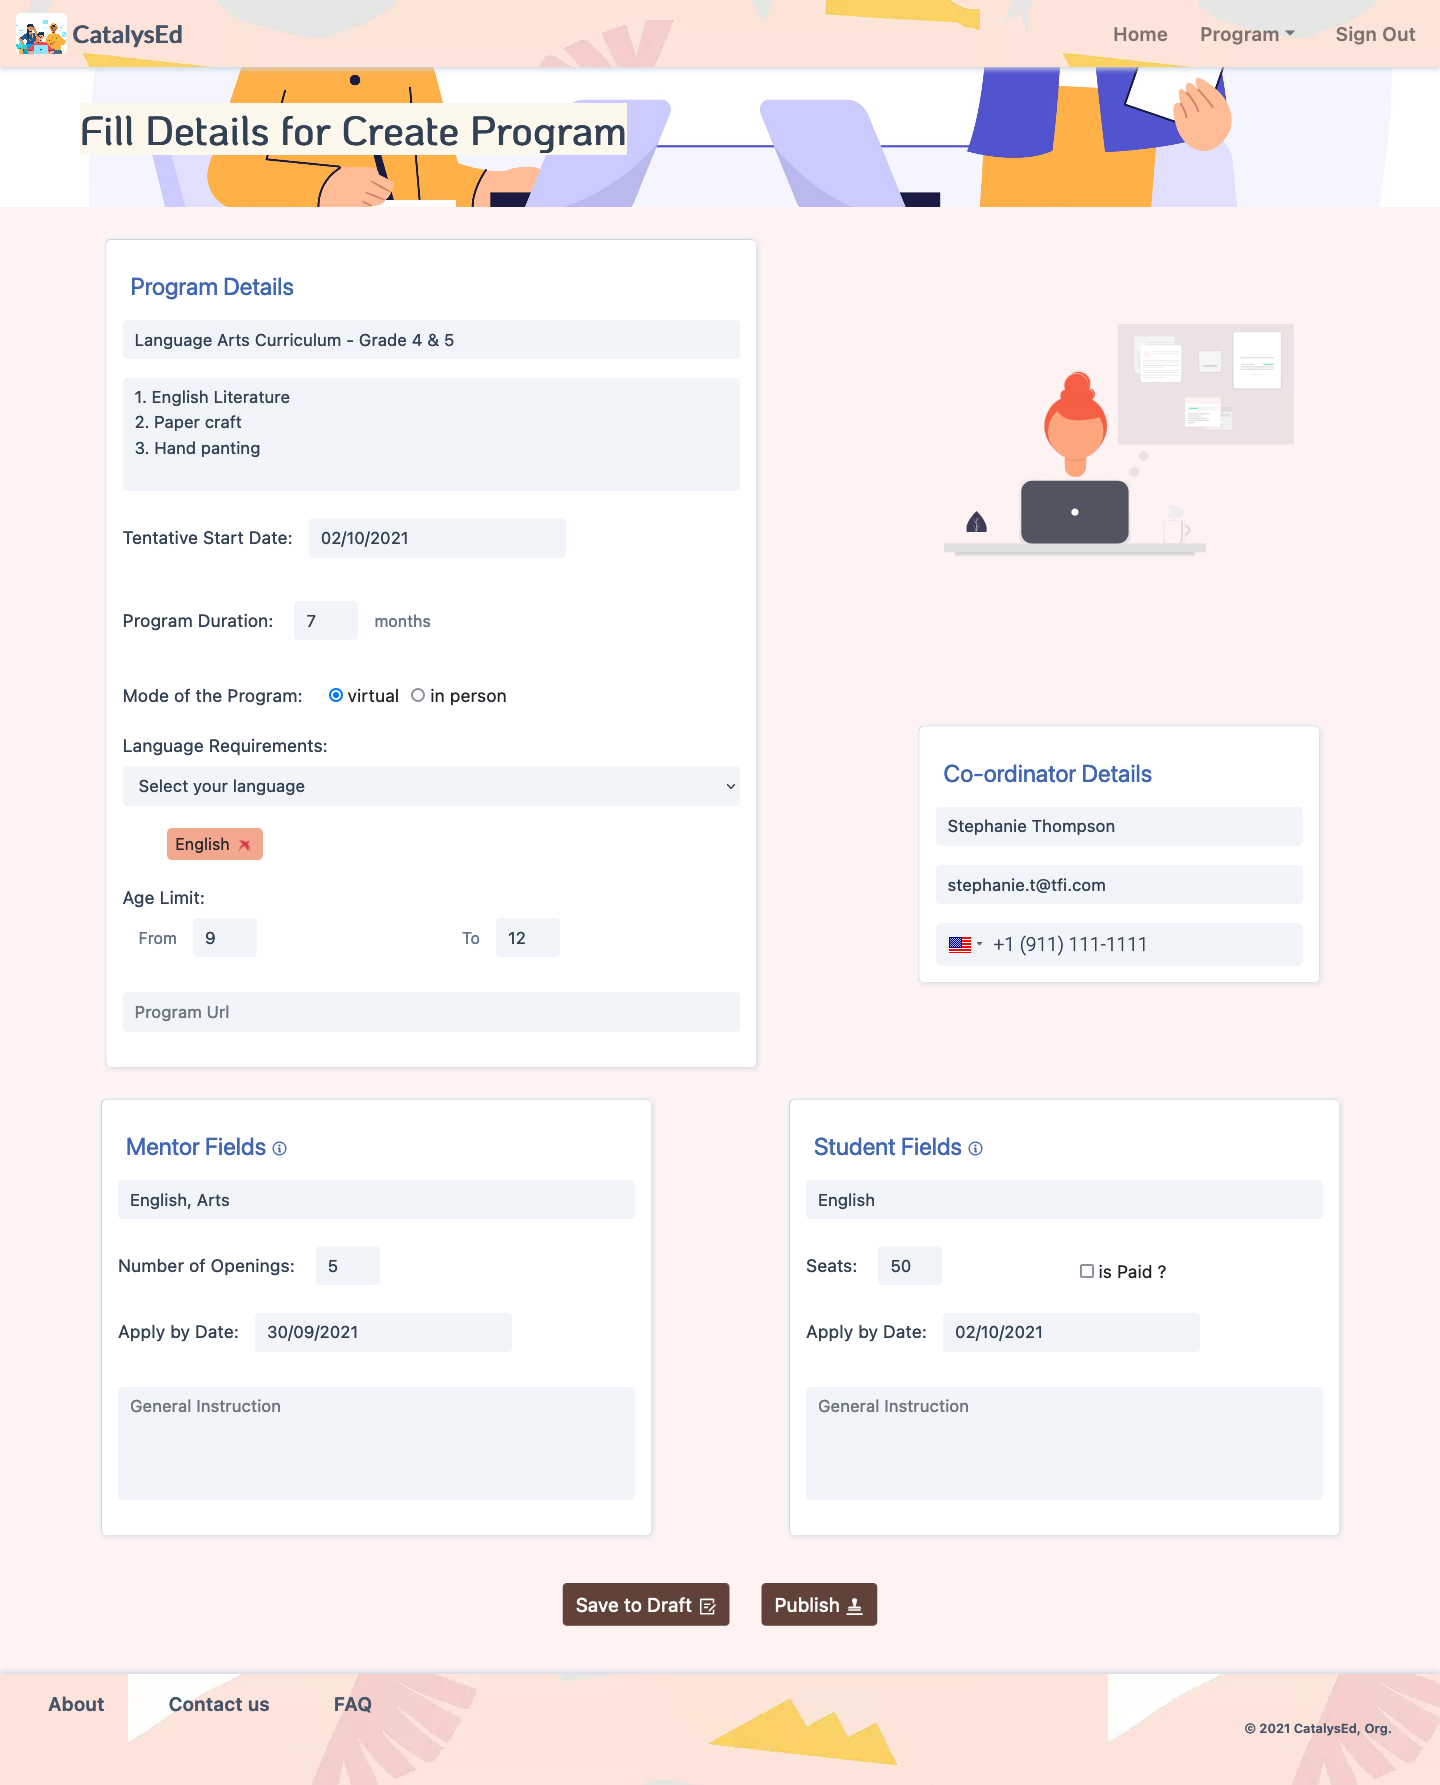 CatalysEd
Home
Program
Sign Out
Fill Details for Create Program
Program Details
Language Arts Curriculum - Grade 4 & 5
1. English Literature
2. Paper craft
3. Hand panting
Tentative Start Date: 02/10/2021
Program Duration: 7 months
Mode of the Program: virtual in person
Language Requirements:
Select your language
English
Age Limit:
From 9 To 12
Program Url
Co-ordinator Details
Stephanie Thompson
stephanie.t@tfi.com
+1 (911) 111-1111
Mentor Fields
English, Arts
Number of Openings: 5
Apply by Date: 30/09/2021
General Instruction
Student Fields
English
Seats: 50 is Paid ?
Apply by Date: 02/10/2021
General Instruction
Save to Draft
Publish
About
Contact us
FAQ
© 2021 CatalysEd, Org.